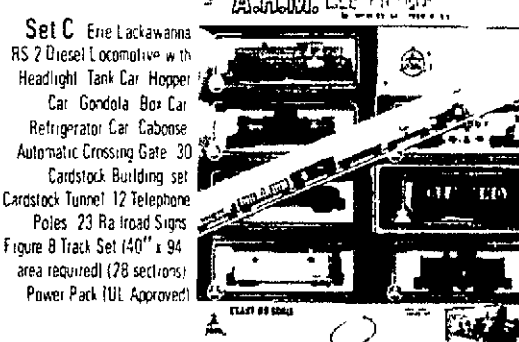 Set C Erie Lackawanna
RS 2 Diesel Locomotive with
Headlight Tank Car Hopper
Car Gondola Box Car
Refrigerator Car Caboose
Automatic Crossing Gate 30
Cardstock Building set
Cardstock Tunnel 12 Telephone
Poles 23 Railroad Signs
Figure 8 Track Set (40" x 94
area required) (28 sections)
Power Pack (UL Approved)
A.H.M.